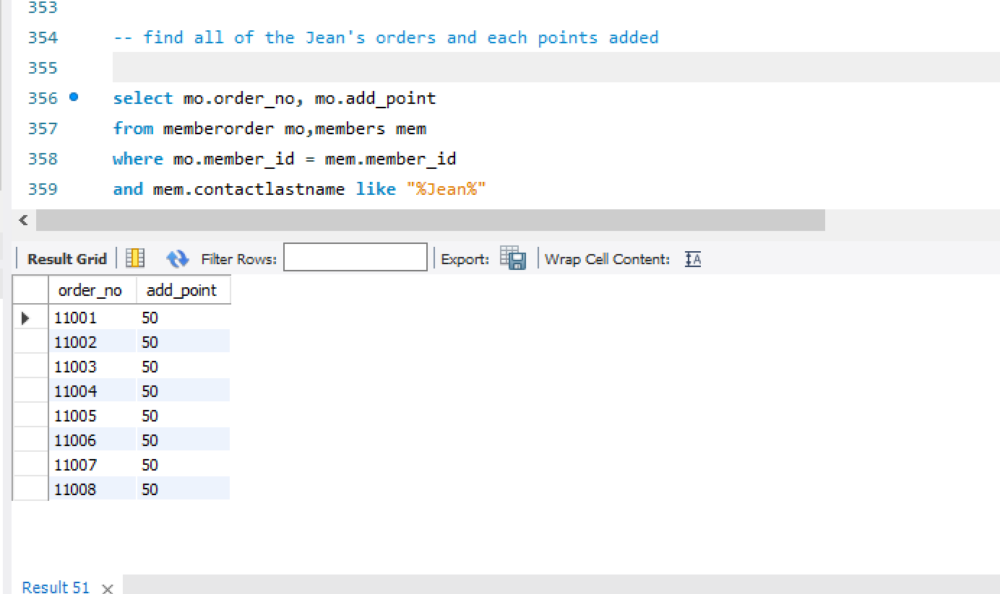 353
354 -- find all of the Jean's orders and each points added
355
356 select mo.order_no, mo.add_point
357 from memberorder mo,members mem
358 where mo.member_id = mem.member_id
359 and mem.contactlastname like "%Jean%"
Result Grid Filter Rows: Export: Wrap Cell Content: IA
order_no add_point
11001 50
11002 50
11003 50
11004 50
11005 50
11006 50
11007 50
11008 50
Result 51 ×